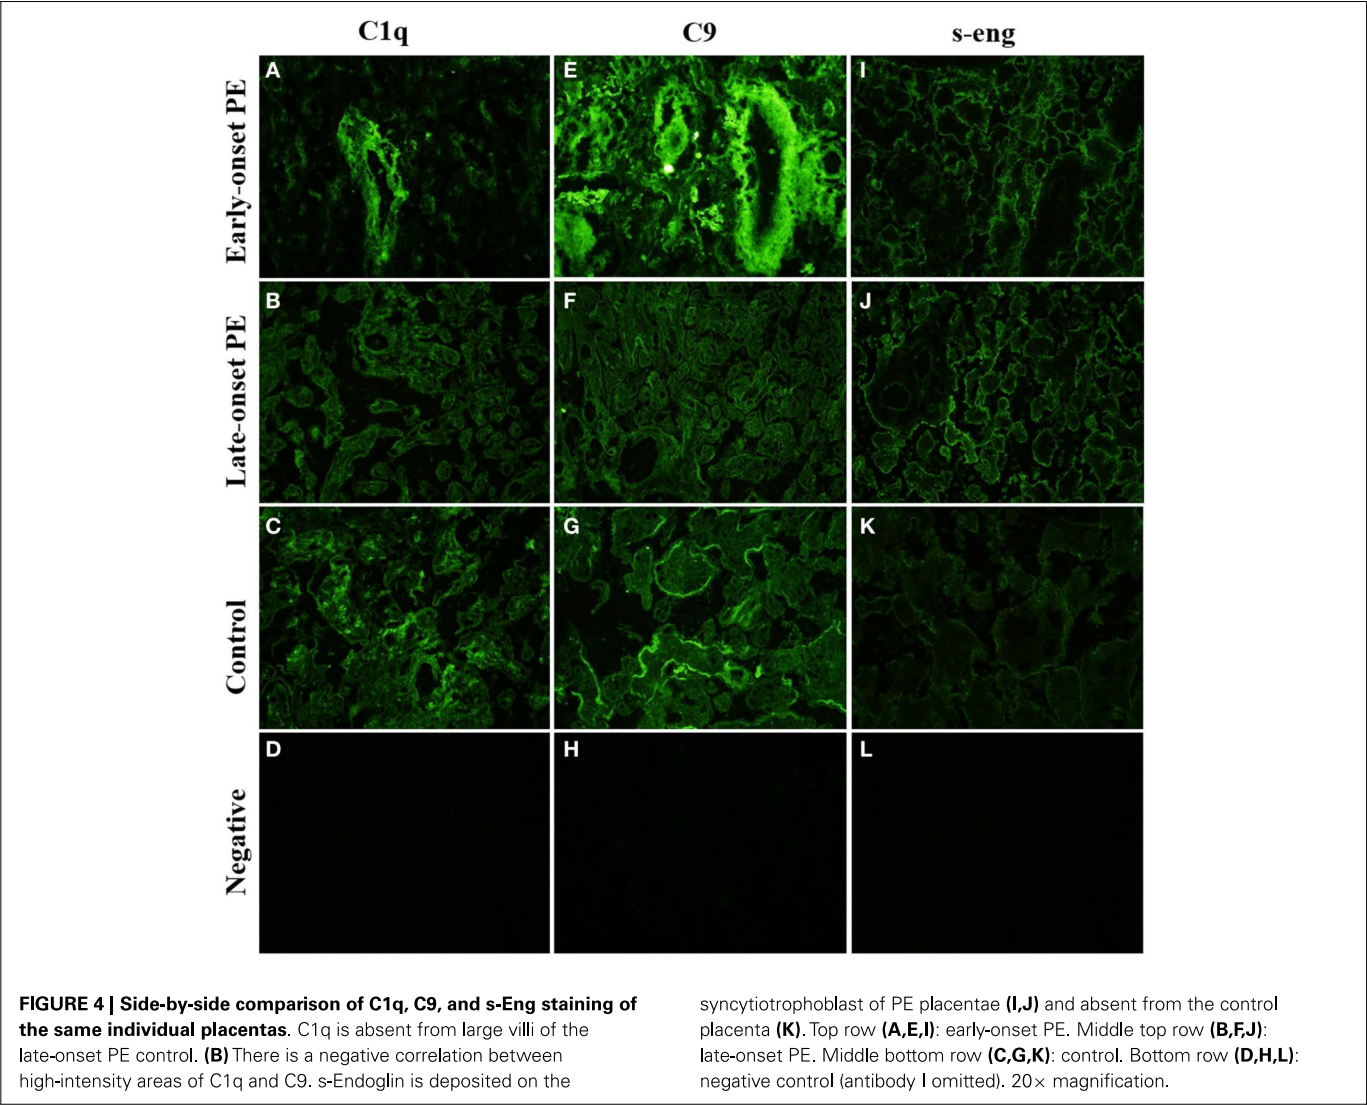 C1q C9 s-eng
Early-onset PE
A E I
Late-onset PE
B F J
Control
C G K
Negative
D H L
FIGURE 4 | Side-by-side comparison of C1q, C9, and s-Eng staining of
the same individual placentas. C1q is absent from large villi of the
late-onset PE control. (B) There is a negative correlation between
high-intensity areas of C1q and C9. s-Endoglin is deposited on the
syncytiotrophoblast of PE placentae (I,J) and absent from the control
placenta (K). Top row (A,E,I): early-onset PE. Middle top row (B,F,J):
late-onset PE. Middle bottom row (C,G,K): control. Bottom row (D,H,L):
negative control (antibody I omitted). 20× magnification.